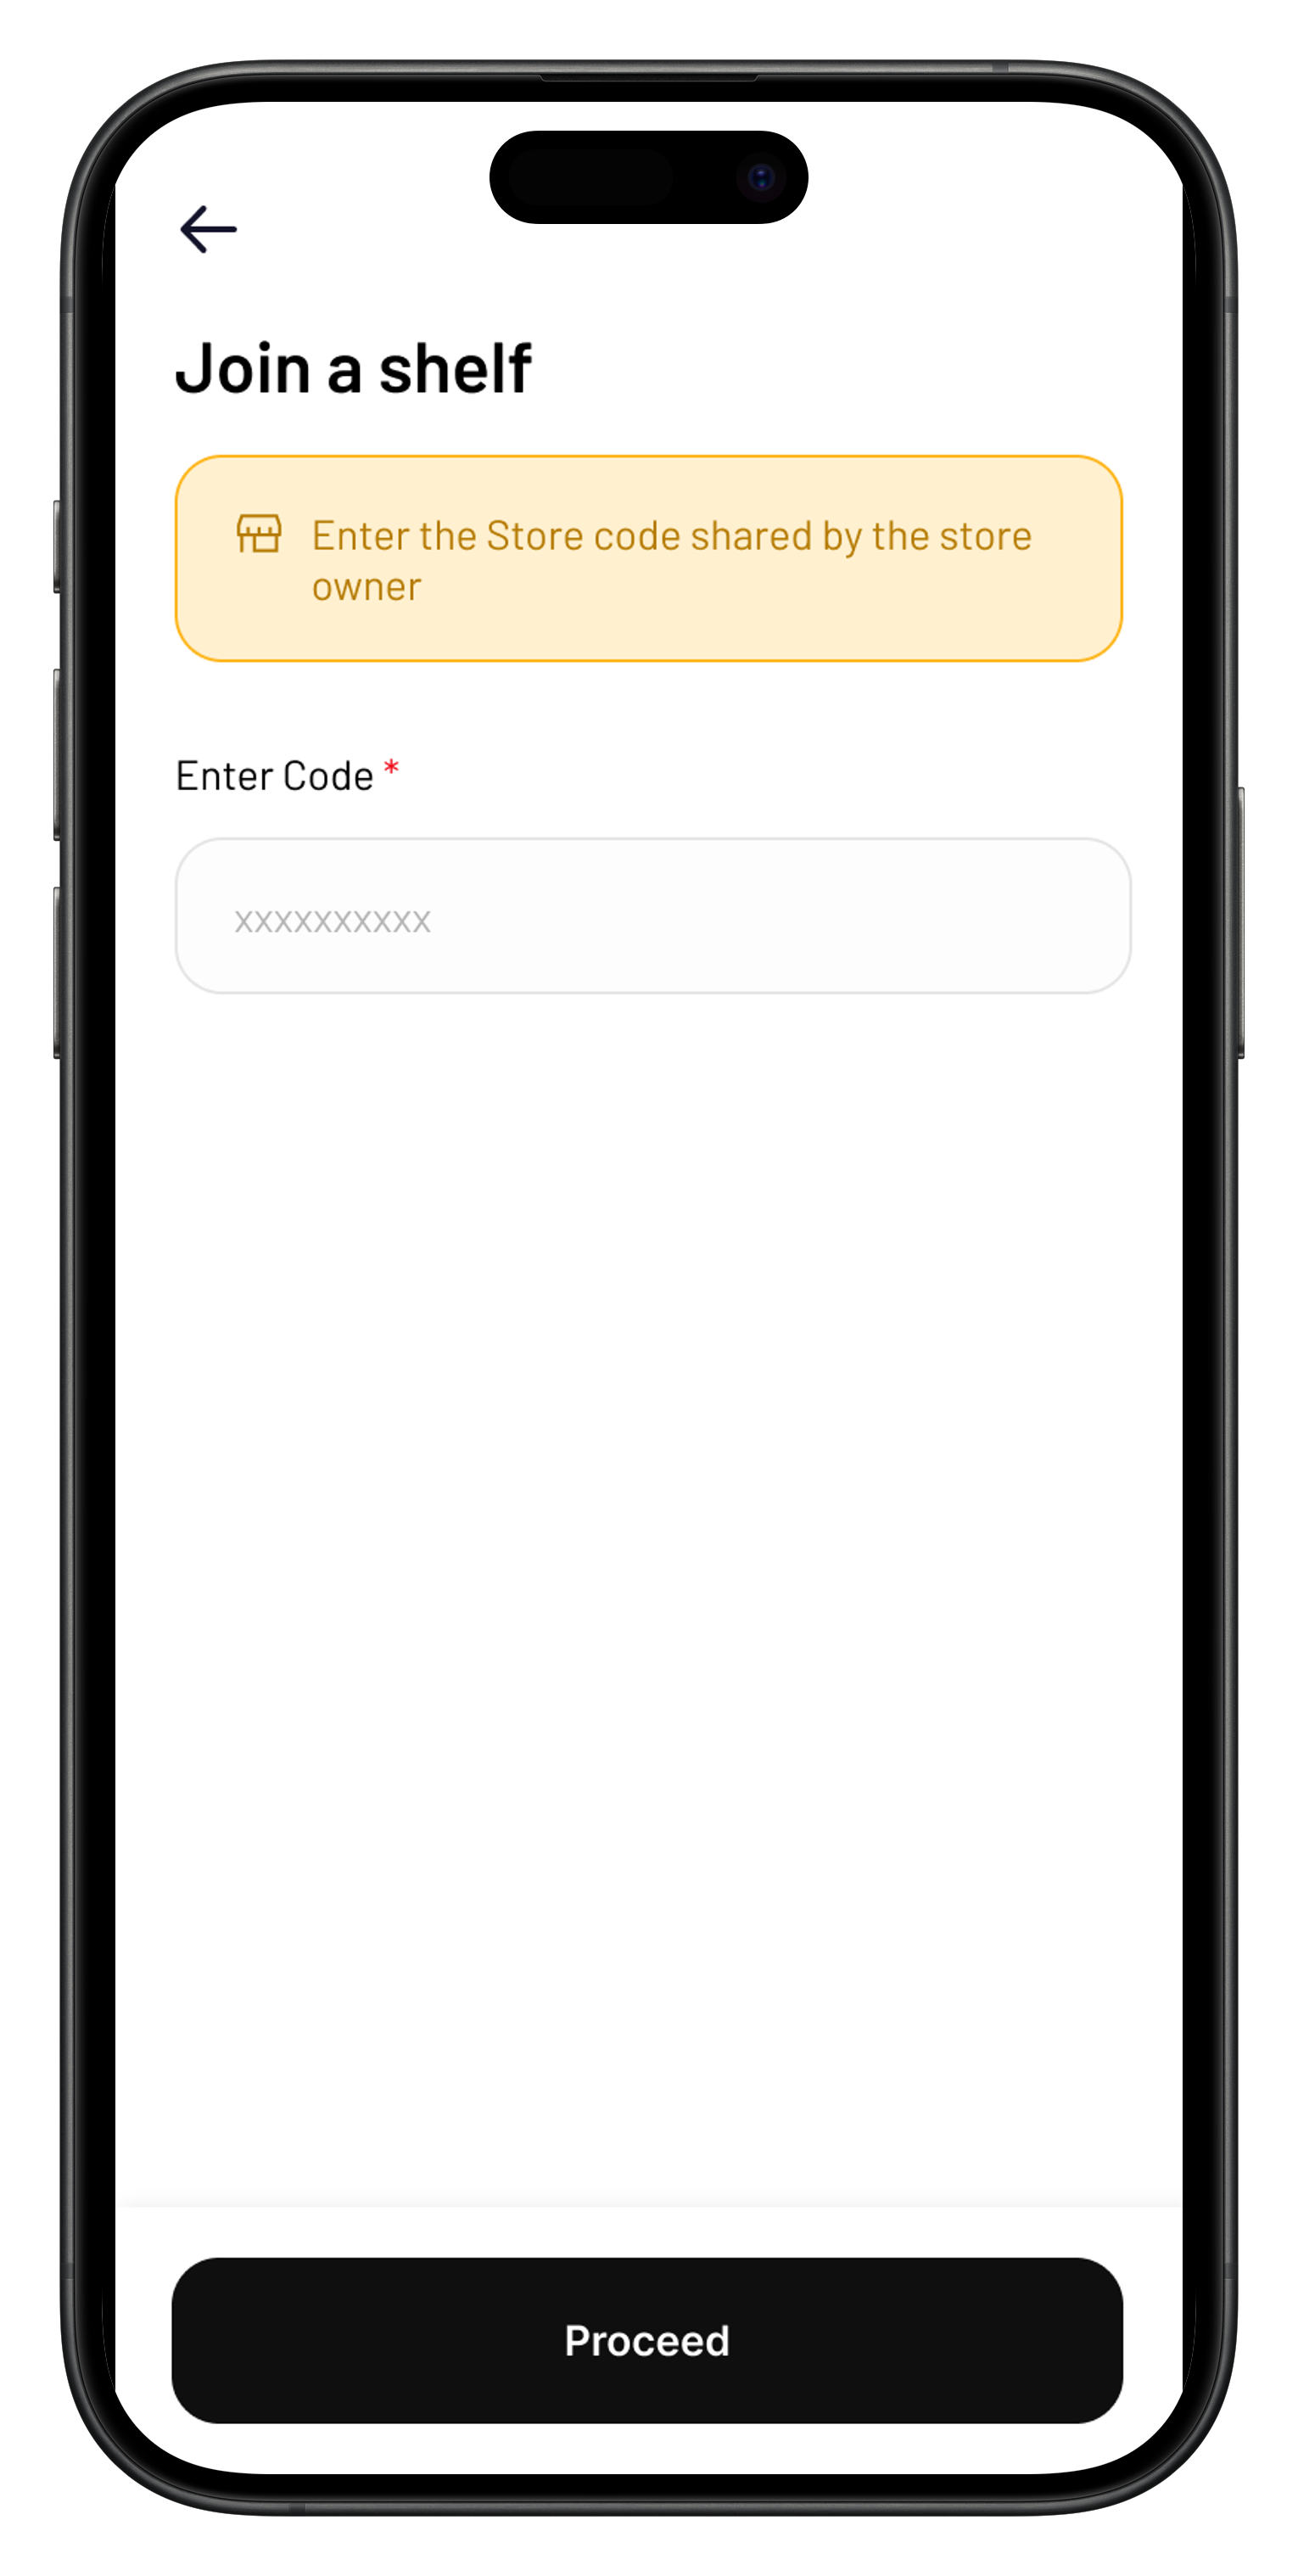 Join a shelf
Enter the Store code shared by the store
owner
Enter Code *
xxxxxxxxxx
Proceed